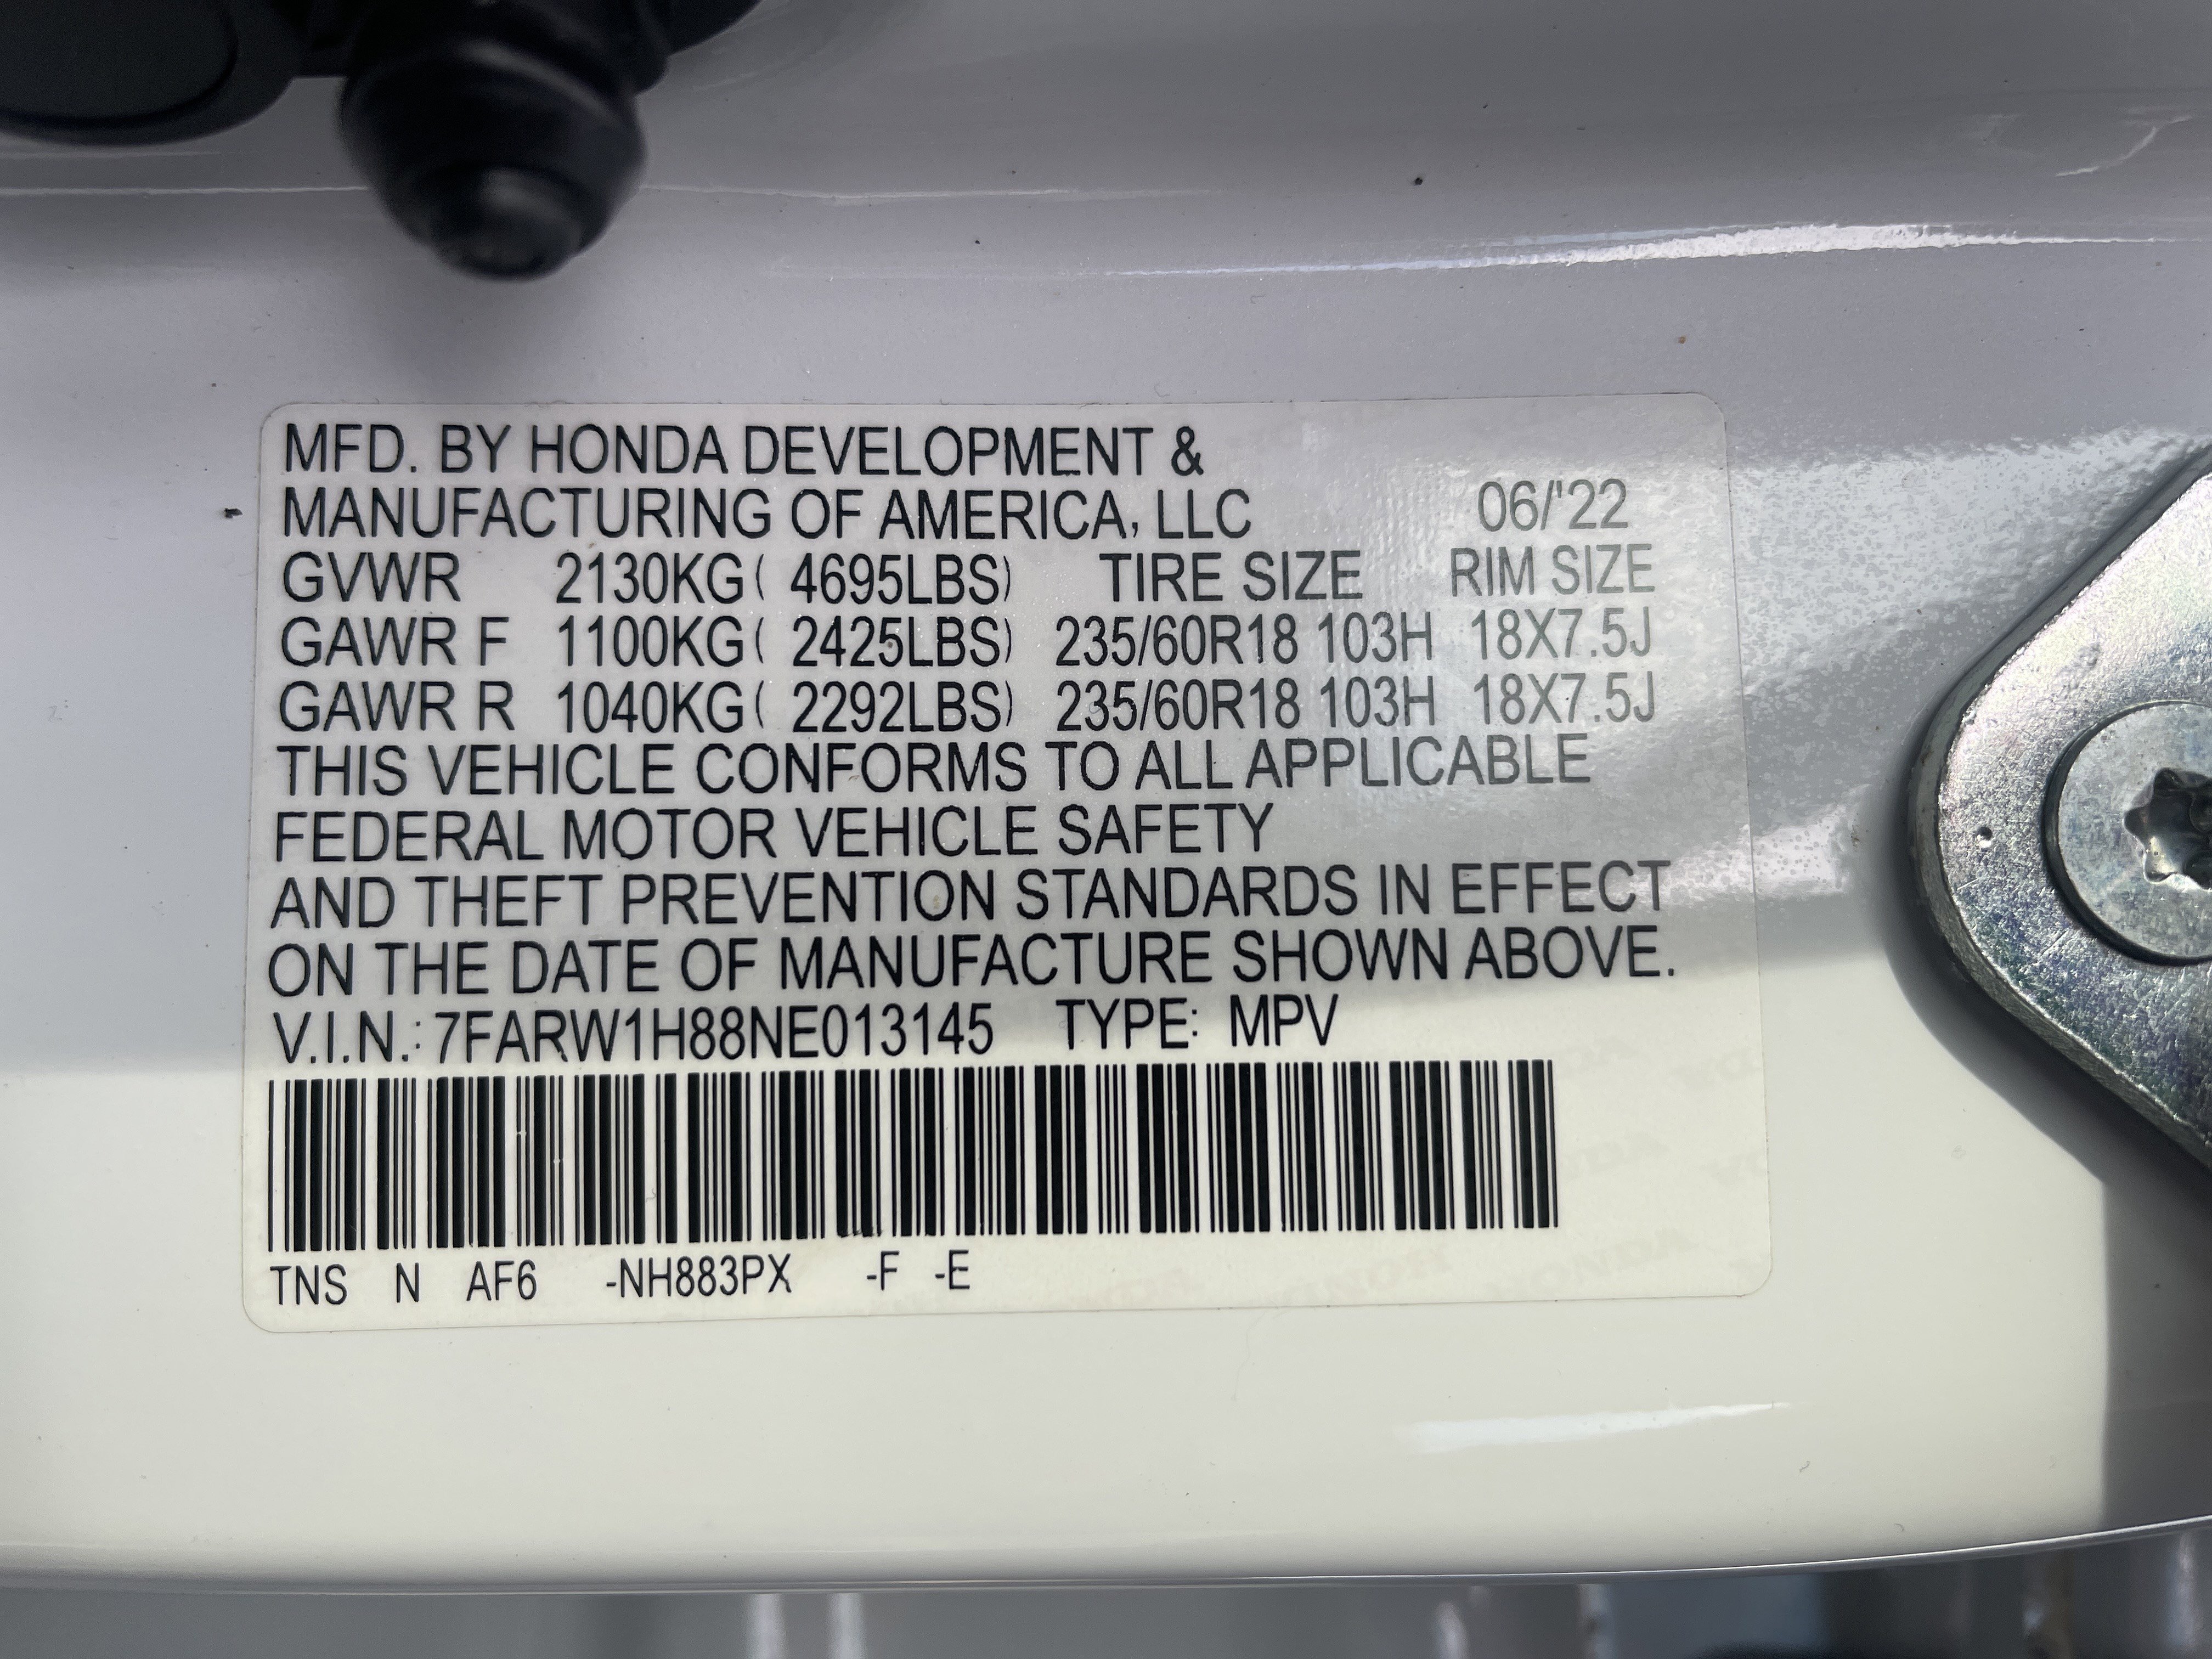 MFD. BY HONDA DEVELOPMENT &
MANUFACTURING OF AMERICA, LLC 06/'22
GVWR 2130KG( 4695LBS) TIRE SIZE RIM SIZE
GAWR F 1100KG( 2425LBS) 235/60R18 103H 18X7.5J
GAWR R 1040KG( 2292LBS) 235/60R18 103H 18X7.5J
THIS VEHICLE CONFORMS TO ALL APPLICABLE
FEDERAL MOTOR VEHICLE SAFETY
AND THEFT PREVENTION STANDARDS IN EFFECT
ON THE DATE OF MANUFACTURE SHOWN ABOVE.
V.I.N.: 7FARW1H88NE013145 TYPE: MPV
TNS N AF6 -NH883PX -F -E